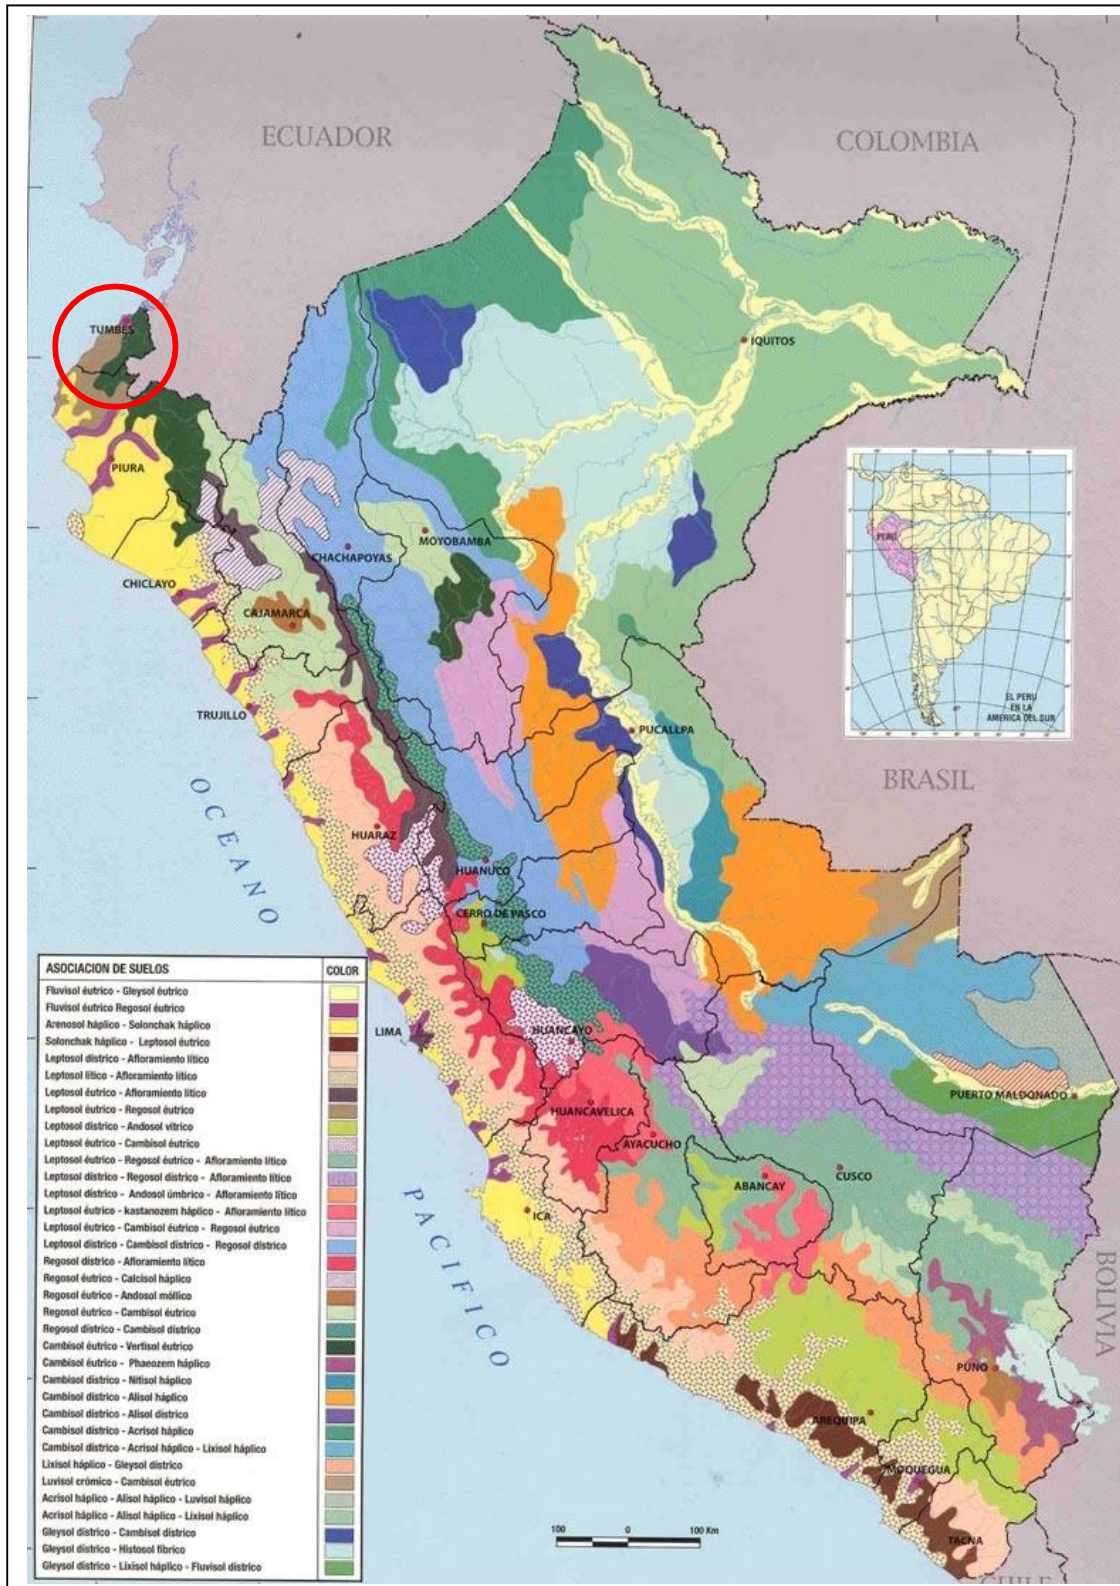 ECUADOR
COLOMBIA
TUMBES
IQUITOS
PIURA
PERU
MOYOBAMBA
CHACHAPOYAS
CHICLAYO
CAJAMARCA
EL PERU
EN LA
AMERICA DEL SUR
TRUJILLO
PUCALLPA
BRASIL
OCEANO
HUARAZ
HUANUCO
CERRO DE PASCO
LIMA
HUANCAYO
PUERTO MALDONADO
HUANCAVELICA
AYACUCHO
ABANCAY
CUSCO
PACIFICO
ICA
BOLIVIA
PUNO
AREQUIPA
MOQUEGUA
TACNA
CHILE
100 0 100 Km
ASOCIACION DE SUELOS COLOR
Fluvisol éutrico - Gleysol éutrico
Fluvisol éutrico Regosol éutrico
Arenosol háplico - Solonchak háplico
Solonchak háplico - Leptosol éutrico
Leptosol dístrico - Afloramiento lítico
Leptosol lítico - Afloramiento lítico
Leptosol éutrico - Afloramiento lítico
Leptosol éutrico - Regosol éutrico
Leptosol dístrico - Andosol vítrico
Leptosol éutrico - Cambisol éutrico
Leptosol éutrico - Regosol éutrico - Afloramiento lítico
Leptosol dístrico - Regosol dístrico - Afloramiento lítico
Leptosol dístrico - Andosol úmbrico - Afloramiento lítico
Leptosol éutrico - kastanozem háplico - Afloramiento lítico
Leptosol éutrico - Cambisol éutrico - Regosol éutrico
Leptosol dístrico - Cambisol dístrico - Regosol dístrico
Regosol dístrico - Afloramiento lítico
Regosol éutrico - Calcisol háplico
Regosol éutrico - Andosol móllico
Regosol éutrico - Cambisol éutrico
Regosol dístrico - Cambisol dístrico
Cambisol éutrico - Vertisol éutrico
Cambisol éutrico - Phaeozem háplico
Cambisol dístrico - Nitisol háplico
Cambisol dístrico - Alisol háplico
Cambisol dístrico - Alisol dístrico
Cambisol dístrico - Acrisol háplico
Cambisol dístrico - Acrisol háplico - Lixisol háplico
Lixisol háplico - Gleysol dístrico
Luvisol crómico - Cambisol éutrico
Acrisol háplico - Alisol háplico - Luvisol háplico
Acrisol háplico - Alisol háplico - Lixisol háplico
Gleysol dístrico - Cambisol dístrico
Gleysol dístrico - Histosol fíbrico
Gleysol dístrico - Lixisol háplico - Fluvisol dístrico